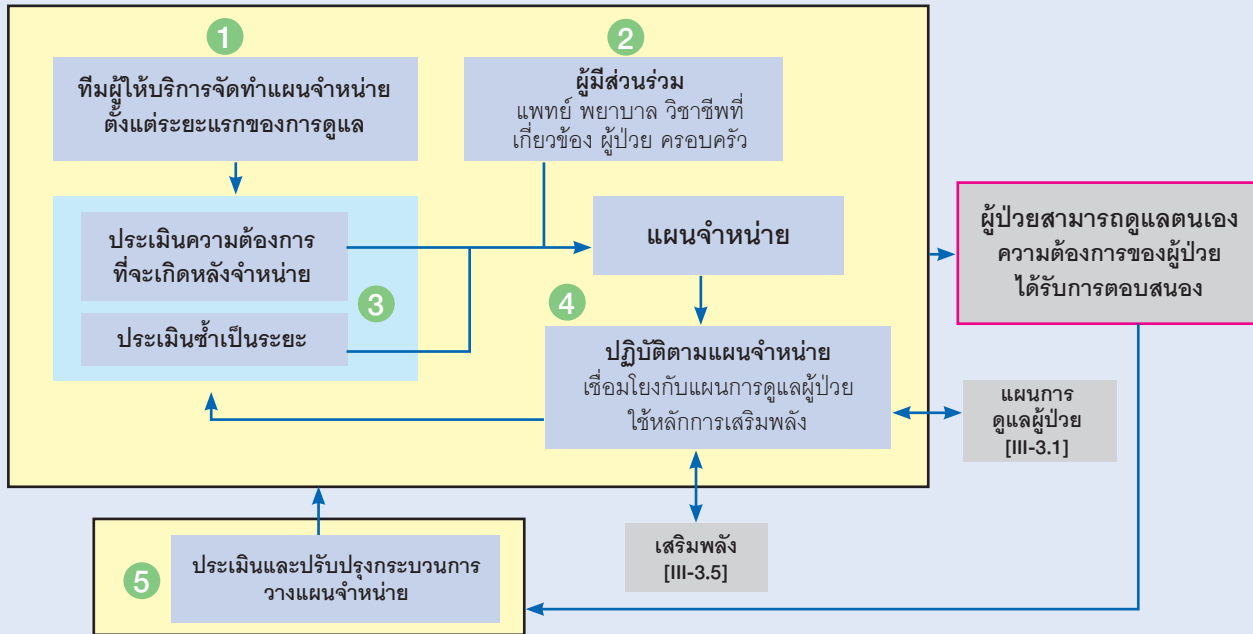 1
ทีมผู้ให้บริการจัดทำแผนจำหน่าย
ตั้งแต่ระยะแรกของการดูแล
2
ผู้มีส่วนร่วม
แพทย์ พยาบาล วิชาชีพที่
เกี่ยวข้อง ผู้ป่วย ครอบครัว
ประเมินความต้องการ
ที่จะเกิดหลังจำหน่าย
3
ประเมินซ้ำเป็นระยะ
แผนจำหน่าย
4
ปฏิบัติตามแผนจำหน่าย
เชื่อมโยงกับแผนการดูแลผู้ป่วย
ใช้หลักการเสริมพลัง
ผู้ป่วยสามารถดูแลตนเอง
ความต้องการของผู้ป่วย
ได้รับการตอบสนอง
แผนการ
ดูแลผู้ป่วย
[III-3.1]
เสริมพลัง
[III-3.5]
5
ประเมินและปรับปรุงกระบวนการ
วางแผนจำหน่าย